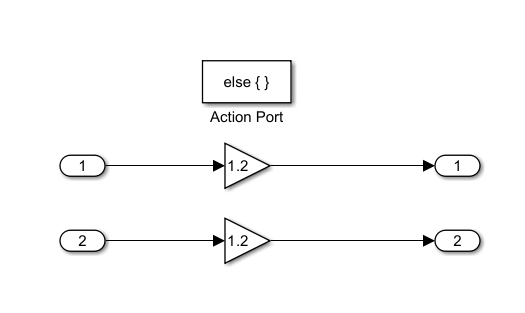 else { }
Action Port
1 1.2 1
2 1.2 2